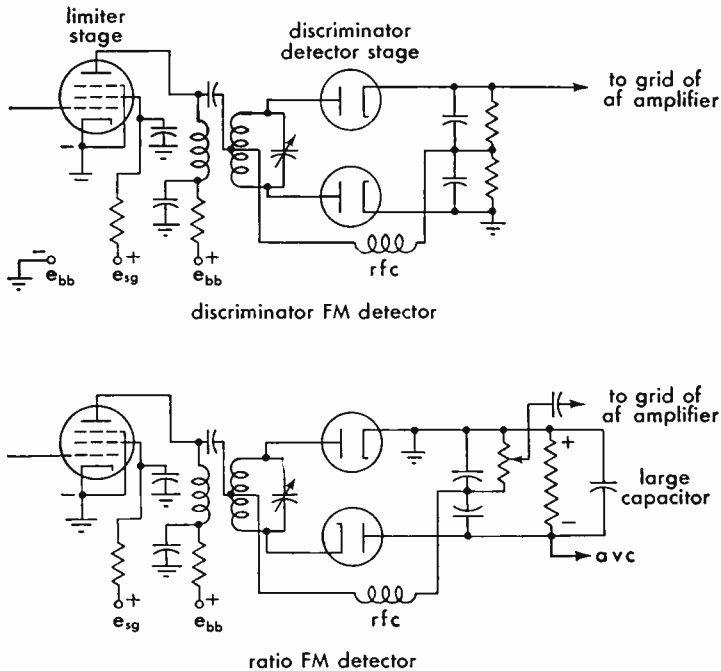 limiter
stage
discriminator
detector stage
to grid of
af amplifier
−
−
e_bb
+
e_sg
+
e_bb
rfc
discriminator FM detector
to grid of
af amplifier
−
+
large
capacitor
−
avc
+
e_sg
+
e_bb
rfc
ratio FM detector